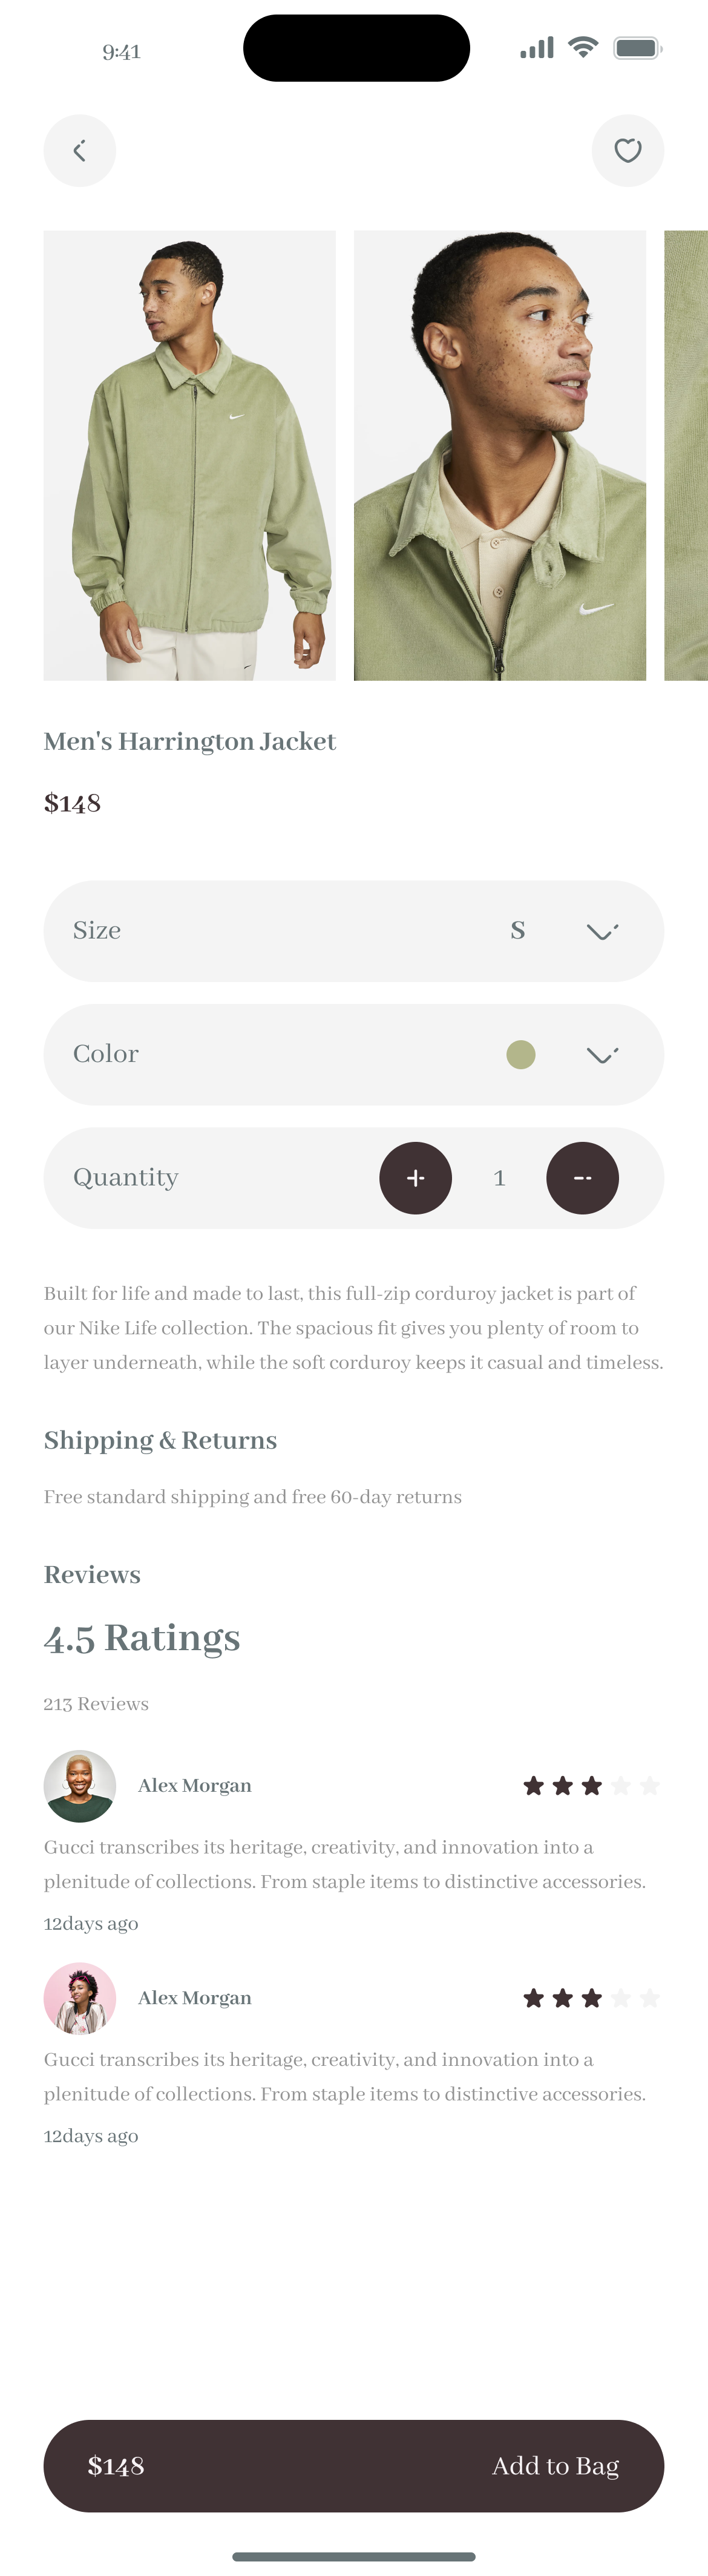 9:41
Men's Harrington Jacket
$148
Size S
Color
Quantity + 1 -
Built for life and made to last, this full-zip corduroy jacket is part of
our Nike Life collection. The spacious fit gives you plenty of room to
layer underneath, while the soft corduroy keeps it casual and timeless.
Shipping & Returns
Free standard shipping and free 60-day returns
Reviews
4.5 Ratings
213 Reviews
Alex Morgan
Gucci transcribes its heritage, creativity, and innovation into a
plenitude of collections. From staple items to distinctive accessories.
12days ago
Alex Morgan
Gucci transcribes its heritage, creativity, and innovation into a
plenitude of collections. From staple items to distinctive accessories.
12days ago
$148 Add to Bag